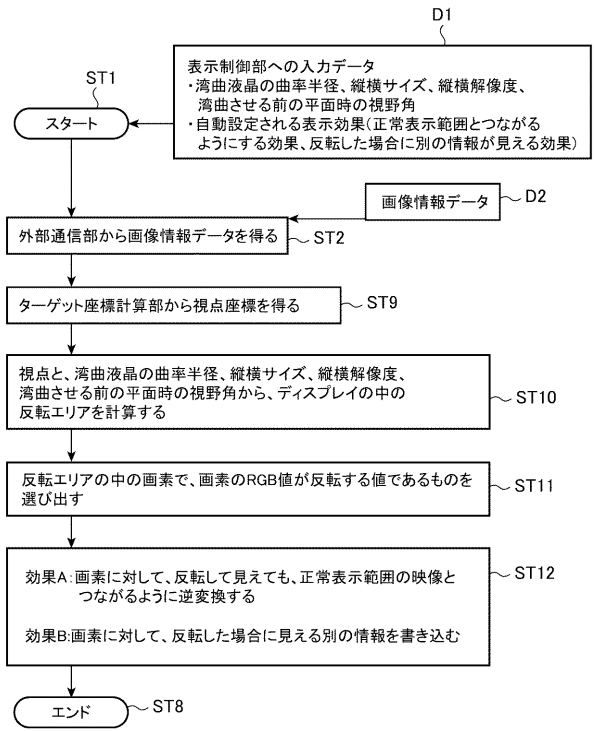 D1
表示制御部への入力データ
・湾曲液晶の曲率半径、縦横サイズ、縦横解像度、
湾曲させる前の平面時の視野角
・自動設定される表示効果(正常表示範囲とつながる
ようにする効果、反転した場合に別の情報が見える効果)
ST1
スタート
画像情報データ
D2
外部通信部から画像情報データを得る
ST2
ターゲット座標計算部から視点座標を得る
ST9
視点と、湾曲液晶の曲率半径、縦横サイズ、縦横解像度、
湾曲させる前の平面時の視野角から、ディスプレイの中の
反転エリアを計算する
ST10
反転エリアの中の画素で、画素のRGB値が反転する値であるものを
選び出す
ST11
効果A:画素に対して、反転して見えても、正常表示範囲の映像と
つながるように逆変換する
効果B:画素に対して、反転した場合に見える別の情報を書き込む
ST12
エンド
ST8